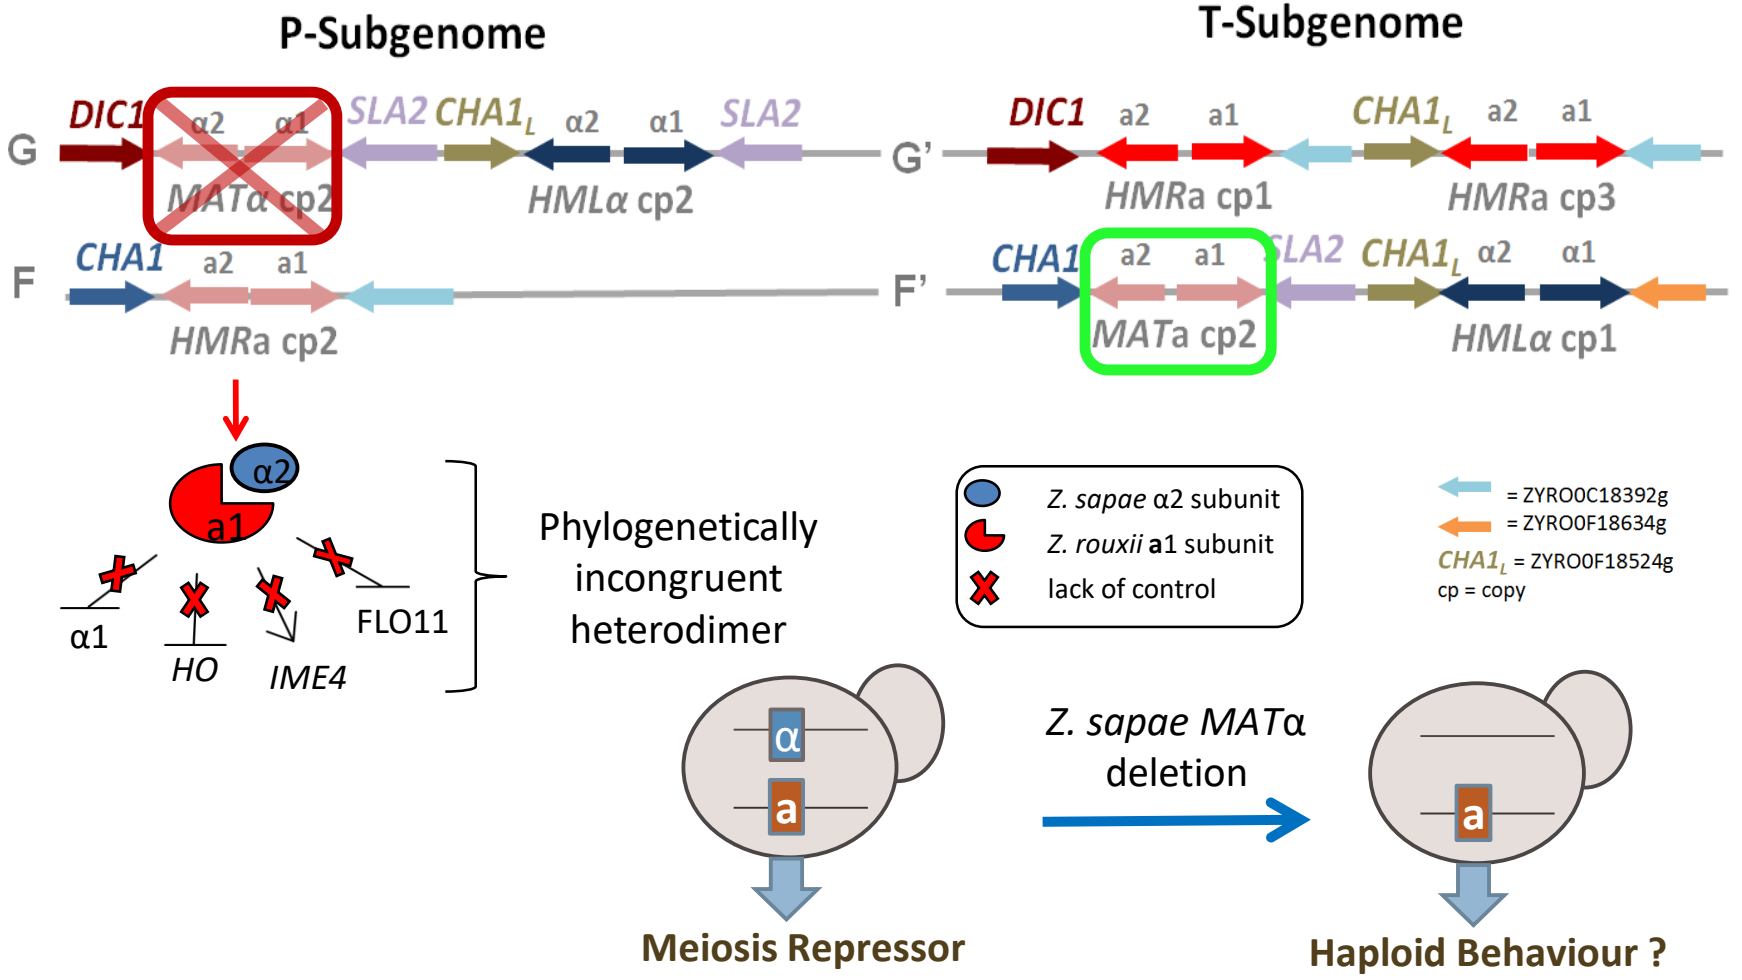 P-Subgenome
T-Subgenome
DIC1 α2 α1 SLA2 CHA1L α2 α1 SLA2
G
MATα cp2 HMLα cp2
CHA1 a2 a1
F
HMRa cp2
DIC1 a2 a1 CHA1L a2 a1
G’
HMRa cp1 HMRa cp3
CHA1 a2 a1 SLA2 CHA1L α2 α1
F’
MATa cp2 HMLα cp1
α2
a1
α1
HO
IME4
FLO11
Phylogenetically
incongruent
heterodimer
Z. sapae α2 subunit
Z. rouxii a1 subunit
lack of control
= ZYRO0C18392g
= ZYRO0F18634g
CHA1L = ZYRO0F18524g
cp = copy
α
a
Z. sapae MATα
deletion
a
Meiosis Repressor
Haploid Behaviour ?